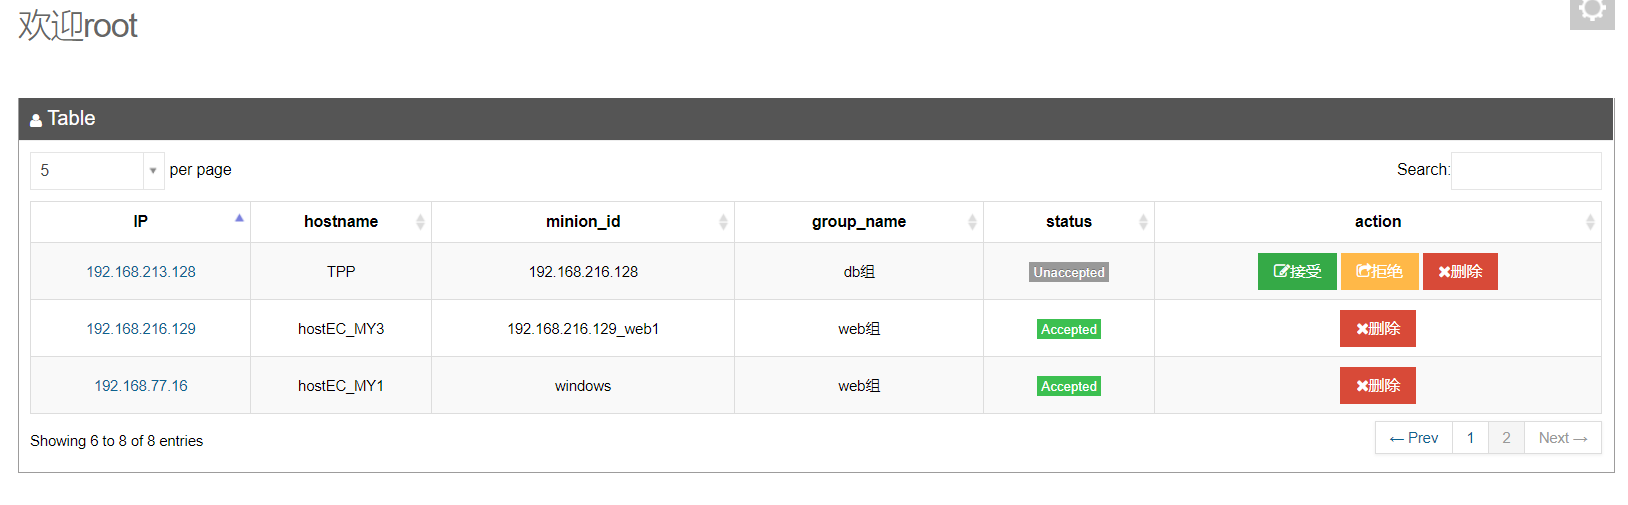 欢迎root
Table
5 per page Search:
IP hostname minion_id group_name status action
192.168.213.128 TPP 192.168.216.128 db组 Unaccepted 接受 拒绝 删除
192.168.216.129 hostEC_MY3 192.168.216.129_web1 web组 Accepted 删除
192.168.77.16 hostEC_MY1 windows web组 Accepted 删除
Showing 6 to 8 of 8 entries ← Prev 1 2 Next →